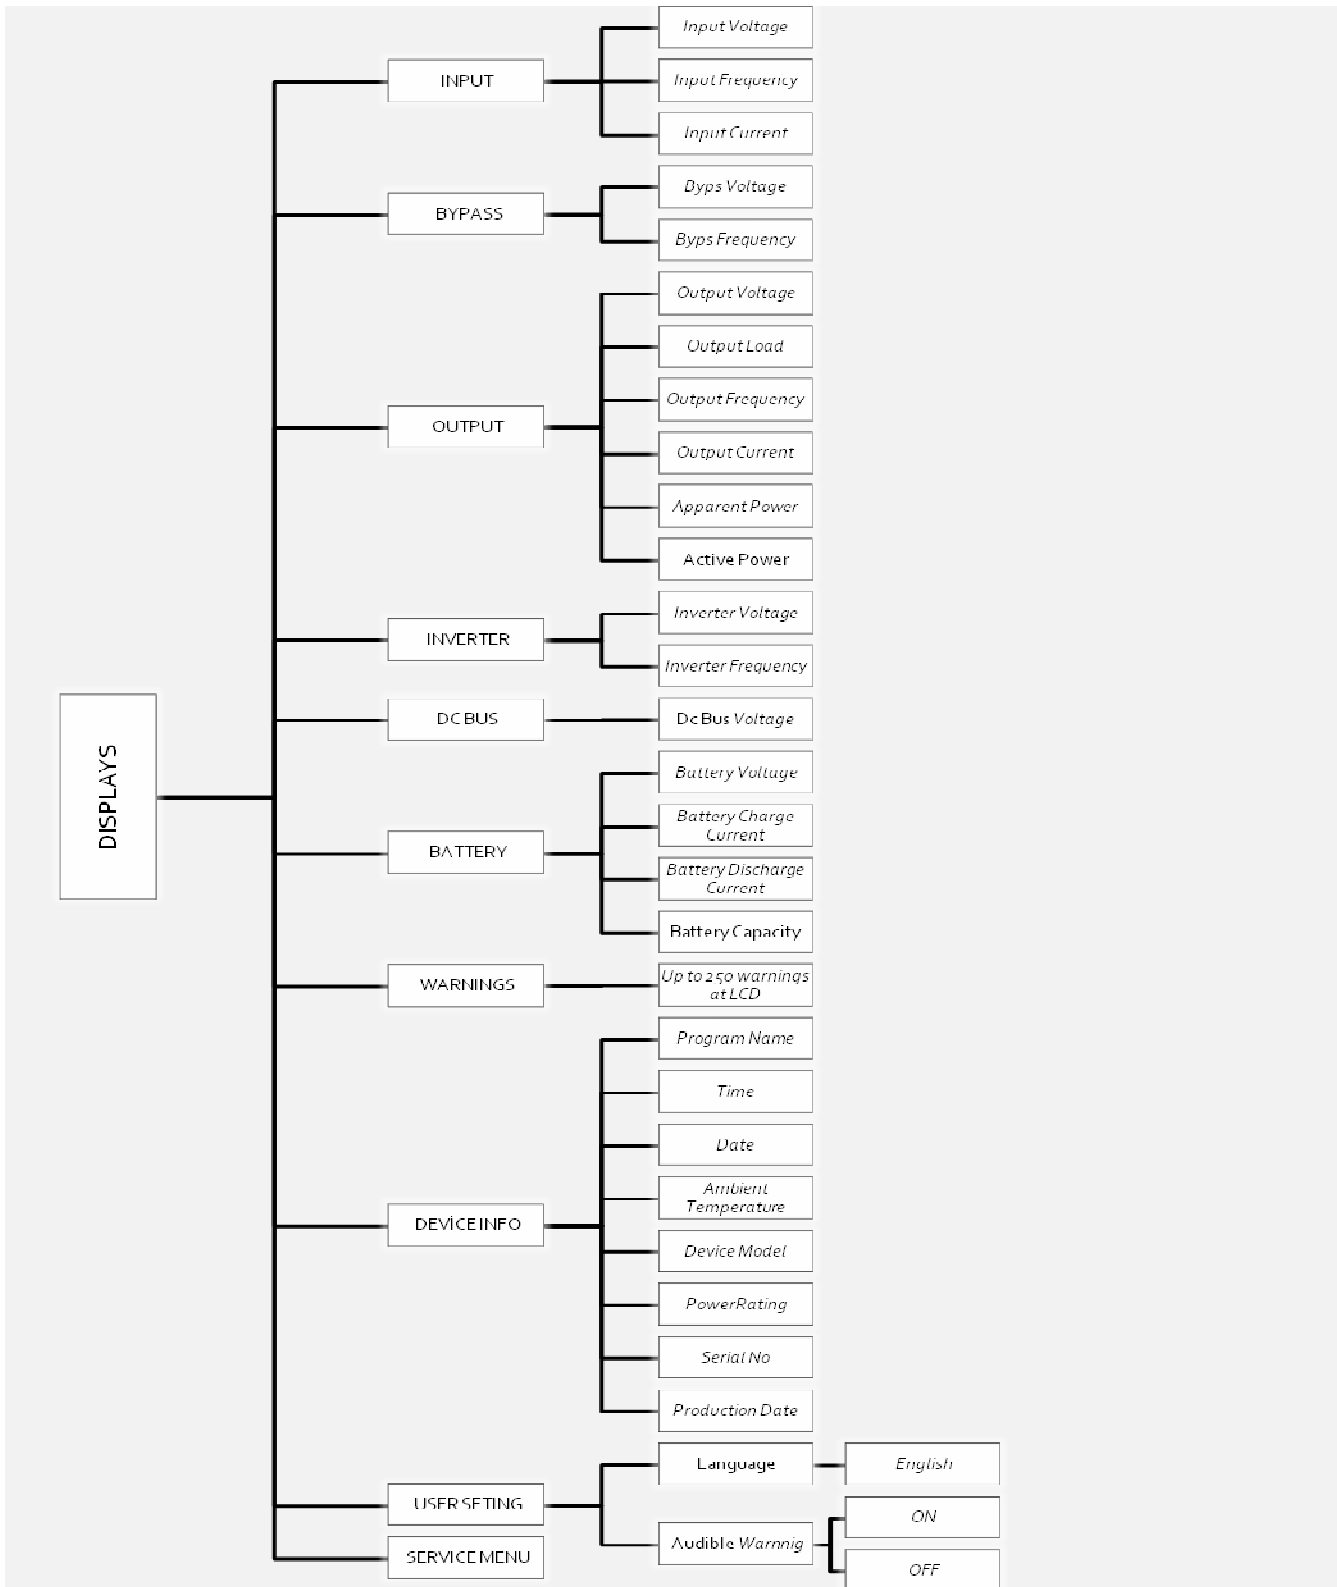 DISPLAYS
INPUT
Input Voltage
Input Frequency
Input Current
BYPASS
Byps Voltage
Byps Frequency
OUTPUT
Output Voltage
Output Load
Output Frequency
Output Current
Apparent Power
Active Power
INVERTER
Inverter Voltage
Inverter Frequency
DC BUS
Dc Bus Voltage
BATTERY
Battery Voltage
Battery Charge
Current
Battery Discharge
Current
Battery Capacity
WARNINGS
Up to 250 warnings
at LCD
DEVİCE INFO
Program Name
Time
Date
Ambient
Temperature
Device Model
PowerRating
Serial No
Production Date
USER SETING
Language
English
Audible Warnnig
ON
OFF
SERVICE MENU